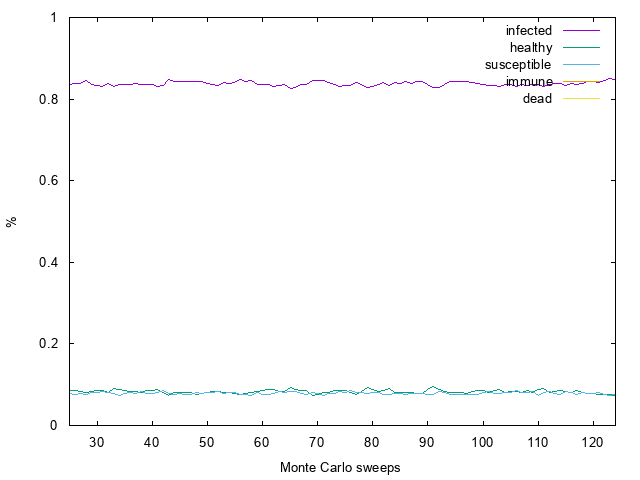 1
0.8
0.6
0.4
0.2
0
30 40 50 60 70 80 90 100 110 120
%
Monte Carlo sweeps
infected
healthy
susceptible
immune
dead